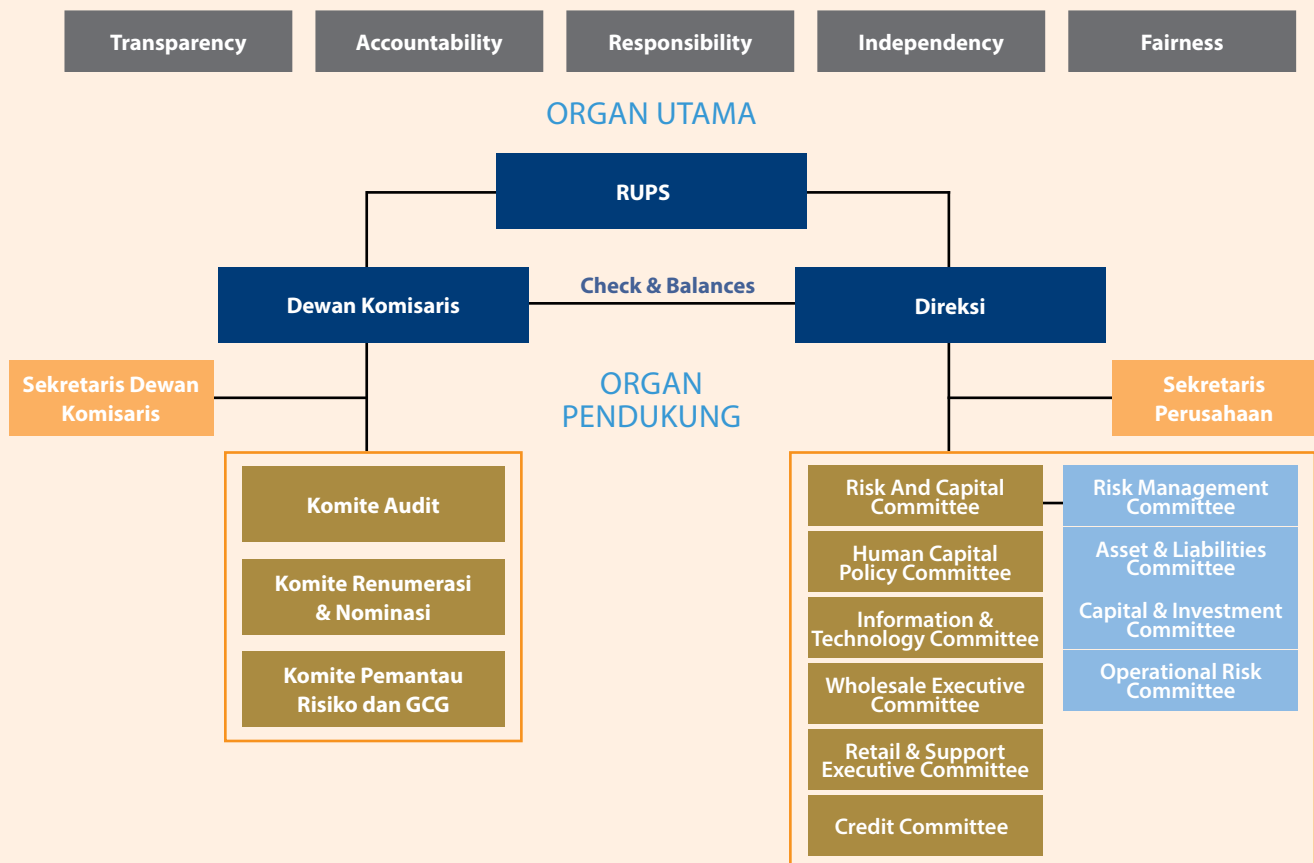 Transparency
Accountability
Responsibility
Independency
Fairness
ORGAN UTAMA
RUPS
Dewan Komisaris
Check & Balances
Direksi
Sekretaris Dewan
Komisaris
ORGAN
PENDUKUNG
Sekretaris
Perusahaan
Komite Audit
Komite Renumerasi
& Nominasi
Komite Pemantau
Risiko dan GCG
Risk And Capital
Committee
Human Capital
Policy Committee
Information &
Technology Committee
Wholesale Executive
Committee
Retail & Support
Executive Committee
Credit Committee
Risk Management
Committee
Asset & Liabilities
Committee
Capital & Investment
Committee
Operational Risk
Committee